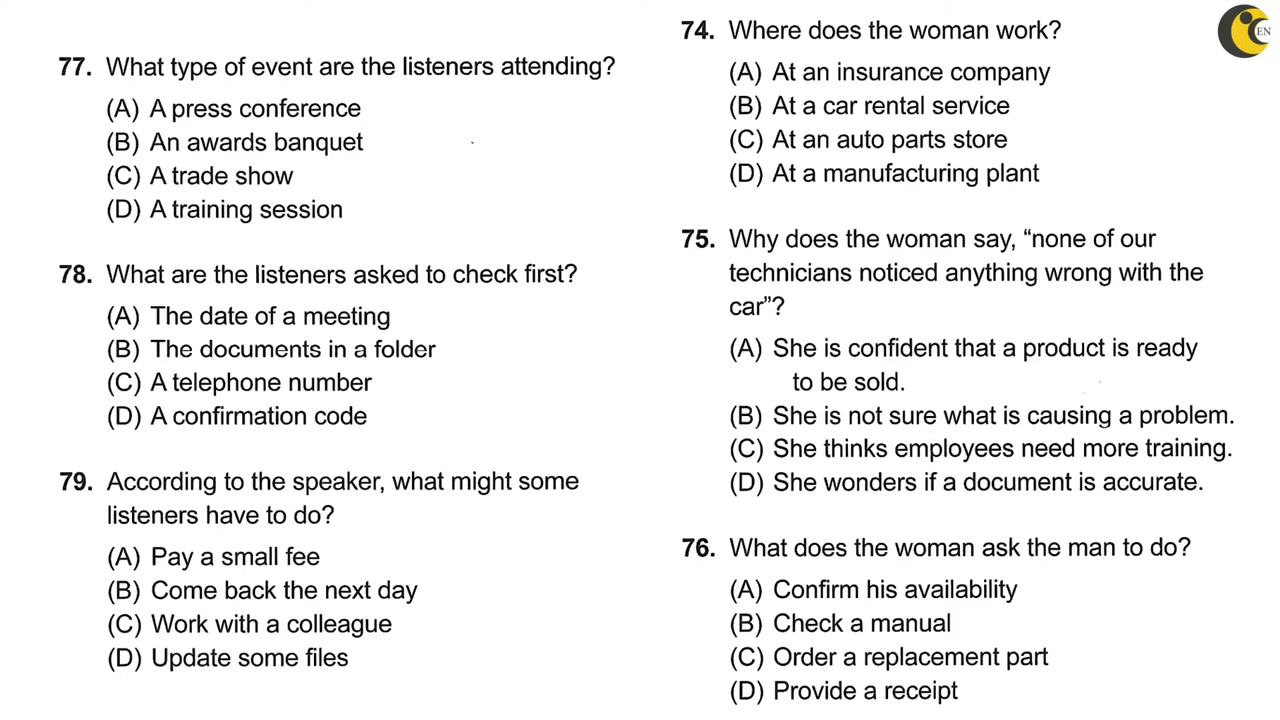 77. What type of event are the listeners attending?
(A) A press conference
(B) An awards banquet
(C) A trade show
(D) A training session
78. What are the listeners asked to check first?
(A) The date of a meeting
(B) The documents in a folder
(C) A telephone number
(D) A confirmation code
79. According to the speaker, what might some
listeners have to do?
(A) Pay a small fee
(B) Come back the next day
(C) Work with a colleague
(D) Update some files
74. Where does the woman work?
(A) At an insurance company
(B) At a car rental service
(C) At an auto parts store
(D) At a manufacturing plant
75. Why does the woman say, “none of our
technicians noticed anything wrong with the
car”?
(A) She is confident that a product is ready
to be sold.
(B) She is not sure what is causing a problem.
(C) She thinks employees need more training.
(D) She wonders if a document is accurate.
76. What does the woman ask the man to do?
(A) Confirm his availability
(B) Check a manual
(C) Order a replacement part
(D) Provide a receipt
EN